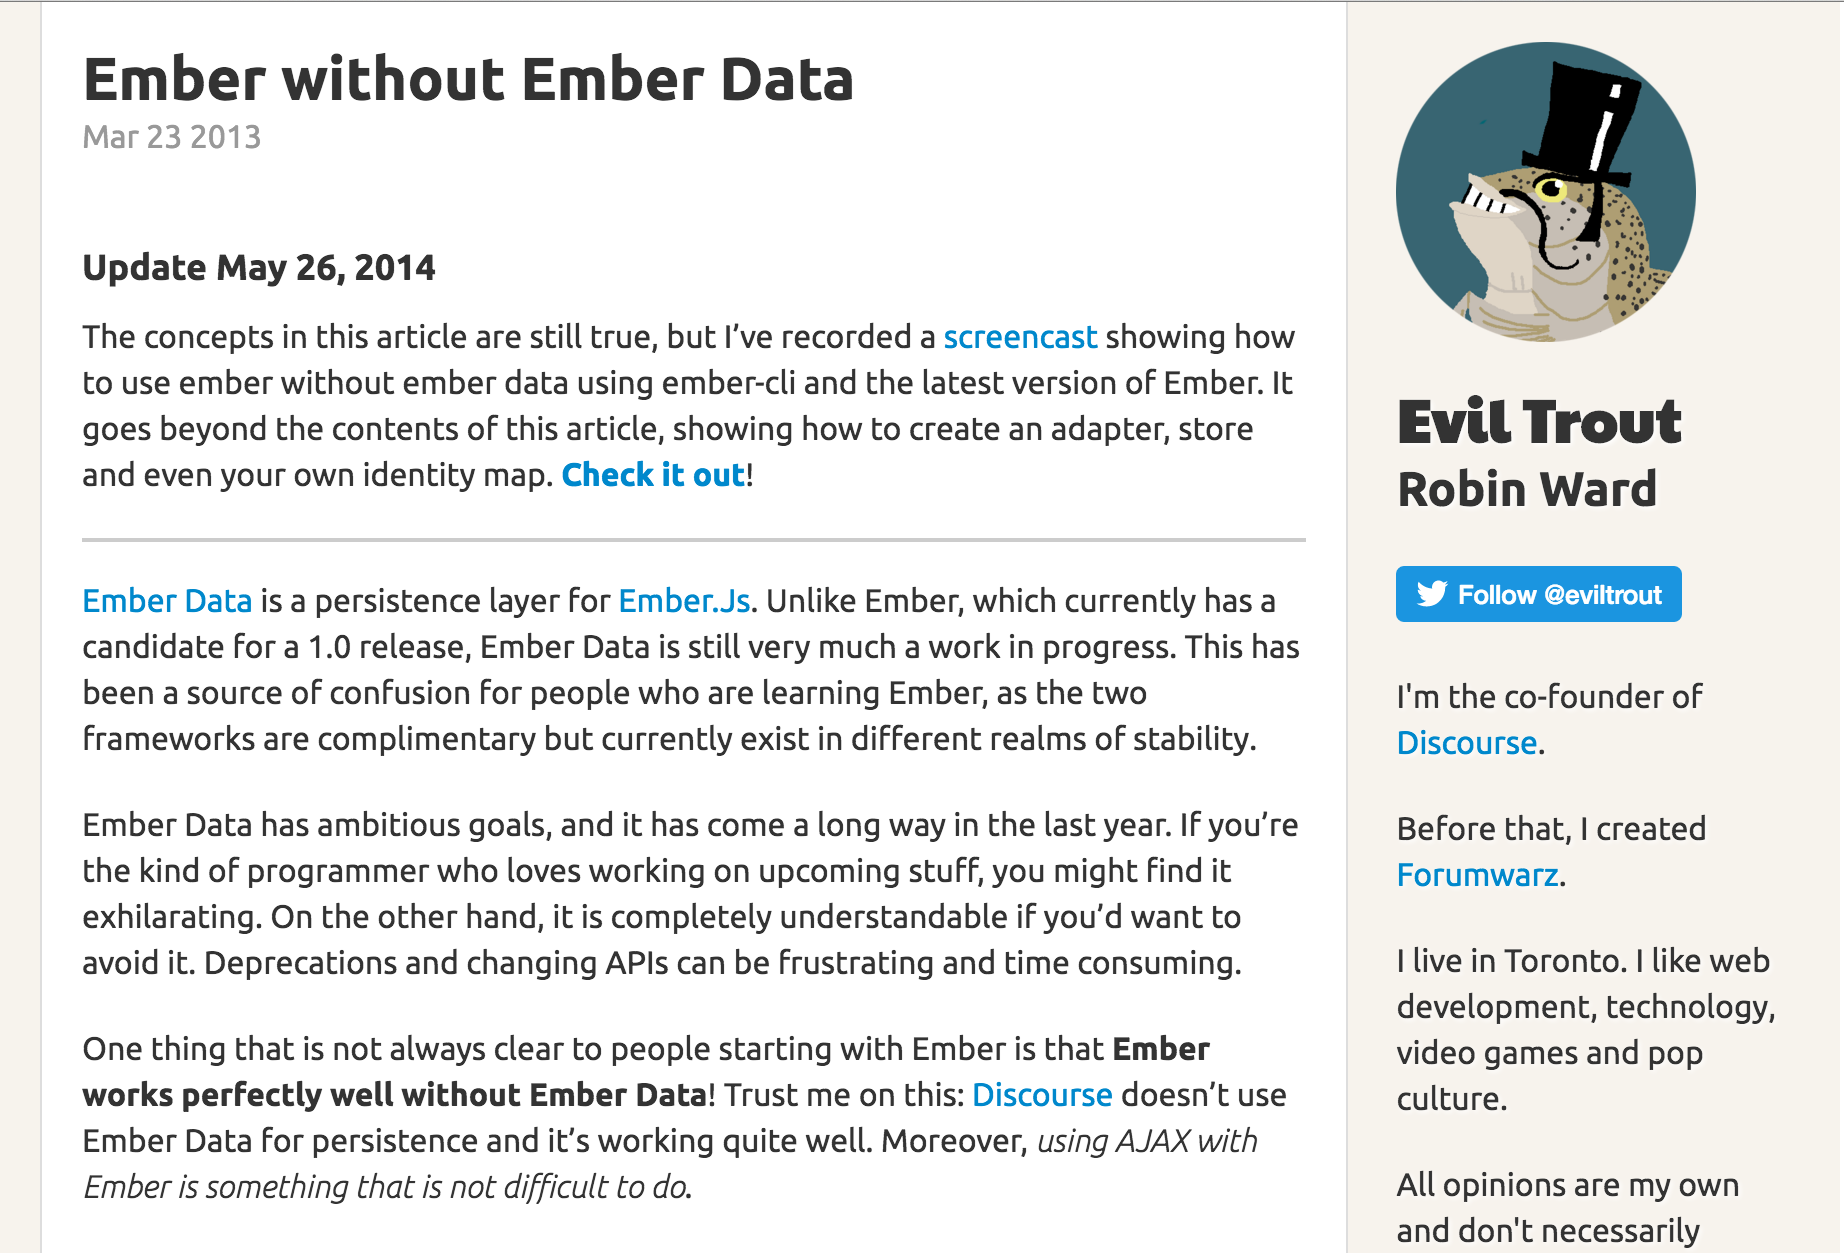 Ember without Ember Data
Mar 23 2013
Update May 26, 2014
The concepts in this article are still true, but I’ve recorded a screencast showing how
to use ember without ember data using ember-cli and the latest version of Ember. It
goes beyond the contents of this article, showing how to create an adapter, store
and even your own identity map. Check it out!
Ember Data is a persistence layer for Ember.Js. Unlike Ember, which currently has a
candidate for a 1.0 release, Ember Data is still very much a work in progress. This has
been a source of confusion for people who are learning Ember, as the two
frameworks are complimentary but currently exist in different realms of stability.
Ember Data has ambitious goals, and it has come a long way in the last year. If you’re
the kind of programmer who loves working on upcoming stuff, you might find it
exhilarating. On the other hand, it is completely understandable if you’d want to
avoid it. Deprecations and changing APIs can be frustrating and time consuming.
One thing that is not always clear to people starting with Ember is that Ember
works perfectly well without Ember Data! Trust me on this: Discourse doesn’t use
Ember Data for persistence and it’s working quite well. Moreover, using AJAX with
Ember is something that is not difficult to do.
Evil Trout
Robin Ward
Follow @eviltrout
I'm the co-founder of
Discourse.
Before that, I created
Forumwarz.
I live in Toronto. I like web
development, technology,
video games and pop
culture.
All opinions are my own
and don't necessarily